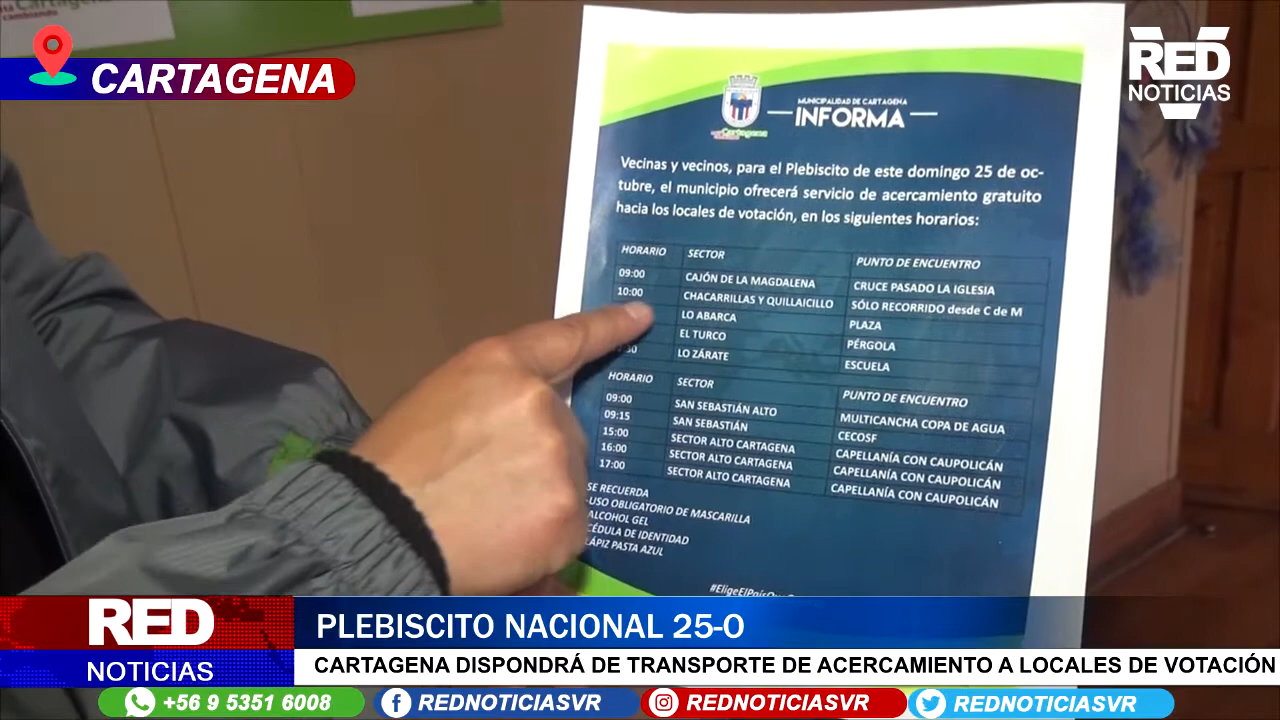 CARTAGENA
RED
NOTICIAS
MUNICIPALIDAD DE CARTAGENA
INFORMA
Cartagena
Vecinas y vecinos, para el Plebiscito de este domingo 25 de oc-
tubre, el municipio ofrecerá servicio de acercamiento gratuito
hacia los locales de votación, en los siguientes horarios:
HORARIO SECTOR PUNTO DE ENCUENTRO
09:00 CAJÓN DE LA MAGDALENA CRUCE PASADO LA IGLESIA
10:00 CHACARRILLAS Y QUILLAICILLO SÓLO RECORRIDO desde C de M
LO ABARCA PLAZA
EL TURCO PÉRGOLA
LO ZÁRATE ESCUELA
HORARIO SECTOR PUNTO DE ENCUENTRO
09:00 SAN SEBASTIÁN ALTO MULTICANCHA COPA DE AGUA
09:15 SAN SEBASTIÁN CECOSF
15:00 SECTOR ALTO CARTAGENA CAPELLANÍA CON CAUPOLICÁN
16:00 SECTOR ALTO CARTAGENA CAPELLANÍA CON CAUPOLICÁN
17:00 SECTOR ALTO CARTAGENA CAPELLANÍA CON CAUPOLICÁN
SE RECUERDA
-USO OBLIGATORIO DE MASCARILLA
ALCOHOL GEL
CÉDULA DE IDENTIDAD
LÁPIZ PASTA AZUL
RED
NOTICIAS
PLEBISCITO NACIONAL 25-O
CARTAGENA DISPONDRÁ DE TRANSPORTE DE ACERCAMIENTO A LOCALES DE VOTACIÓN
+56 9 5351 6008 REDNOTICIASVR REDNOTICIASVR REDNOTICIASVR